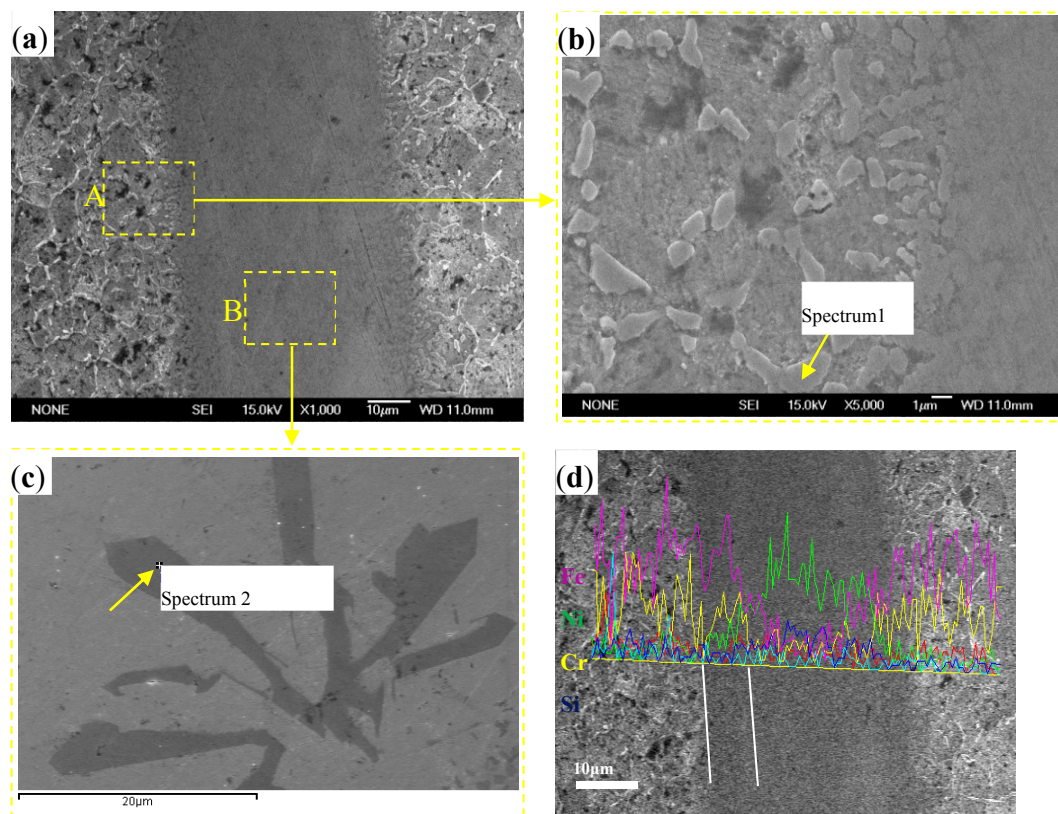 (a)
A
B
NONE SEI 15.0kV X1,000 10μm WD 11.0mm
(b)
Spectrum1
NONE SEI 15.0kV X5,000 1μm WD 11.0mm
(c)
Spectrum 2
20μm
(d)
Fe
Ni
Cr
Si
10μm